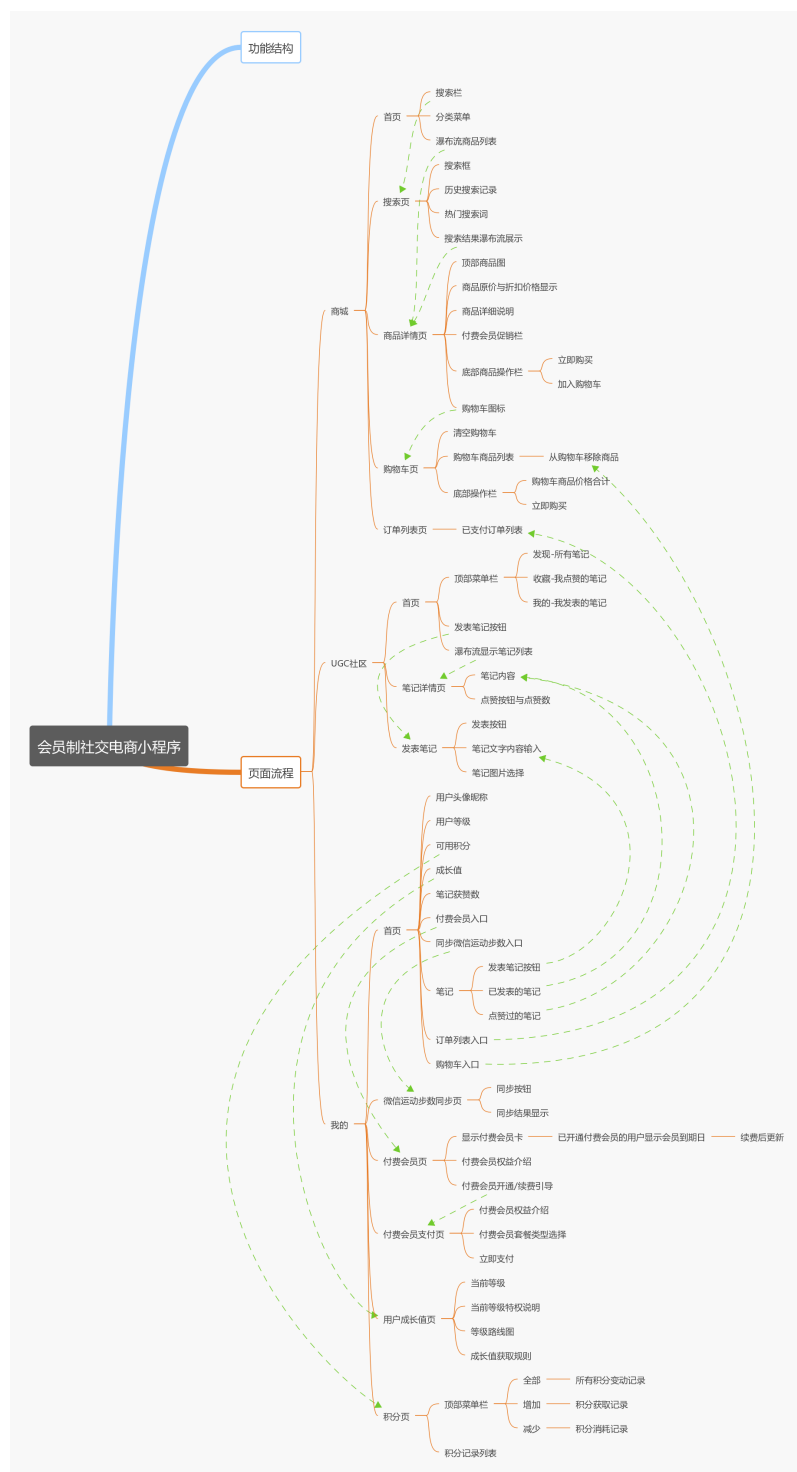 功能结构
搜索栏
首页
分类菜单
瀑布流商品列表
搜索框
历史搜索记录
搜索页
热门搜索词
搜索结果瀑布流展示
顶部商品图
商品原价与折扣价格显示
商城
商品详细说明
商品详情页
付费会员促销栏
立即购买
底部商品操作栏
加入购物车
购物车图标
清空购物车
购物车商品列表
从购物车移除商品
购物车页
购物车商品价格合计
底部操作栏
立即购买
订单列表页
已支付订单列表
发现-所有笔记
顶部菜单栏
收藏-我点赞的笔记
首页
我的-我发表的笔记
发表笔记按钮
瀑布流显示笔记列表
UGC社区
笔记内容
笔记详情页
点赞按钮与点赞数
发表按钮
发表笔记
笔记文字内容输入
会员制社交电商小程序
页面流程
笔记图片选择
用户头像昵称
用户等级
可用积分
成长值
笔记获赞数
付费会员入口
首页
同步微信运动步数入口
发表笔记按钮
笔记
已发表的笔记
点赞过的笔记
订单列表入口
购物车入口
同步按钮
微信运动步数同步页
同步结果显示
我的
显示付费会员卡
已开通付费会员的用户显示会员到期日
续费后更新
付费会员页
付费会员权益介绍
付费会员开通/续费引导
付费会员权益介绍
付费会员支付页
付费会员套餐类型选择
立即支付
当前等级
当前等级特权说明
用户成长值页
等级路线图
成长值获取规则
全部
所有积分变动记录
顶部菜单栏
增加
积分获取记录
积分页
减少
积分消耗记录
积分记录列表